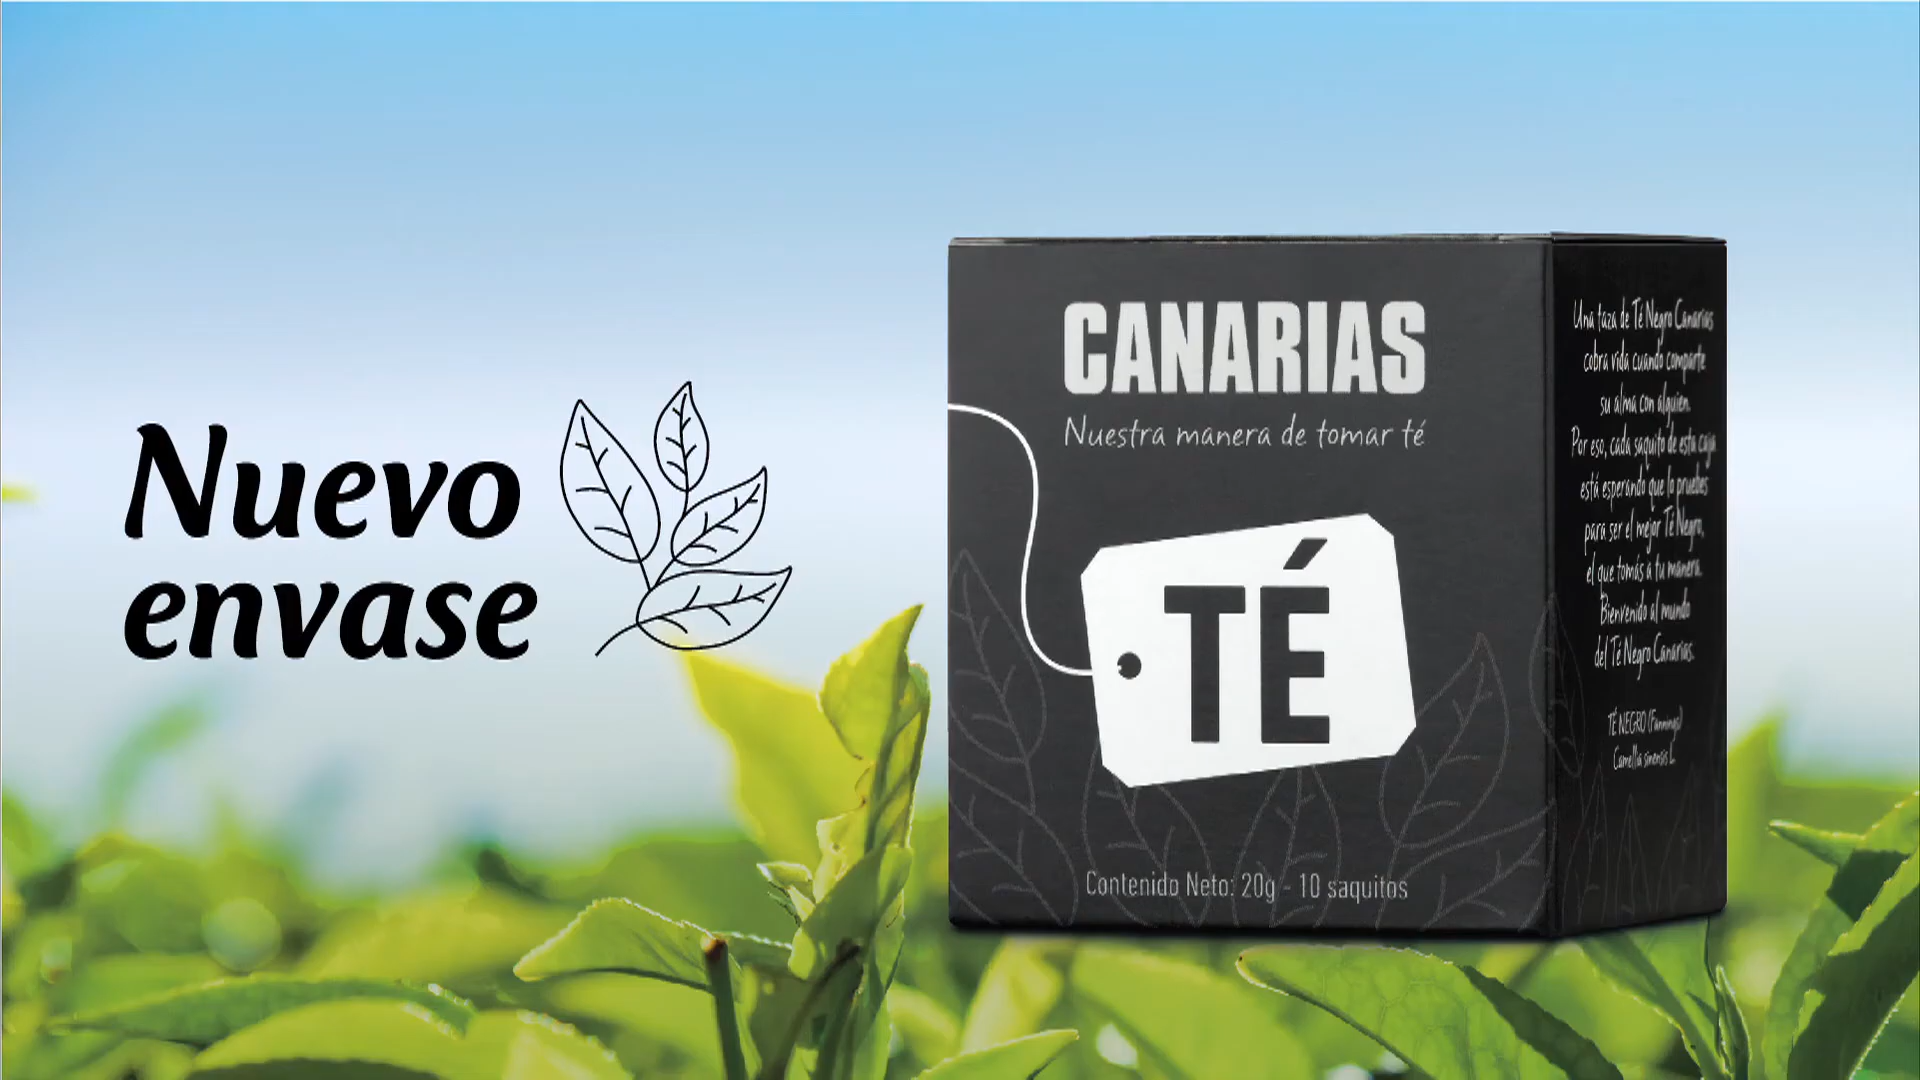 Nuevo
envase
CANARIAS
Nuestra manera de tomar té
TÉ
Contenido Neto: 20g - 10 saquitos
Una taza de Té Negro Canarias
cobra vida cuando comparte
su alma con alguien.
Por eso, cada saquito de esta caja
está esperando que lo pruebes
para ser el mejor Té Negro,
el que tomás a tu manera.
Bienvenido al mundo
del Té Negro Canarias.
TÉ NEGRO (Fannings)
Camellia sinensis L.